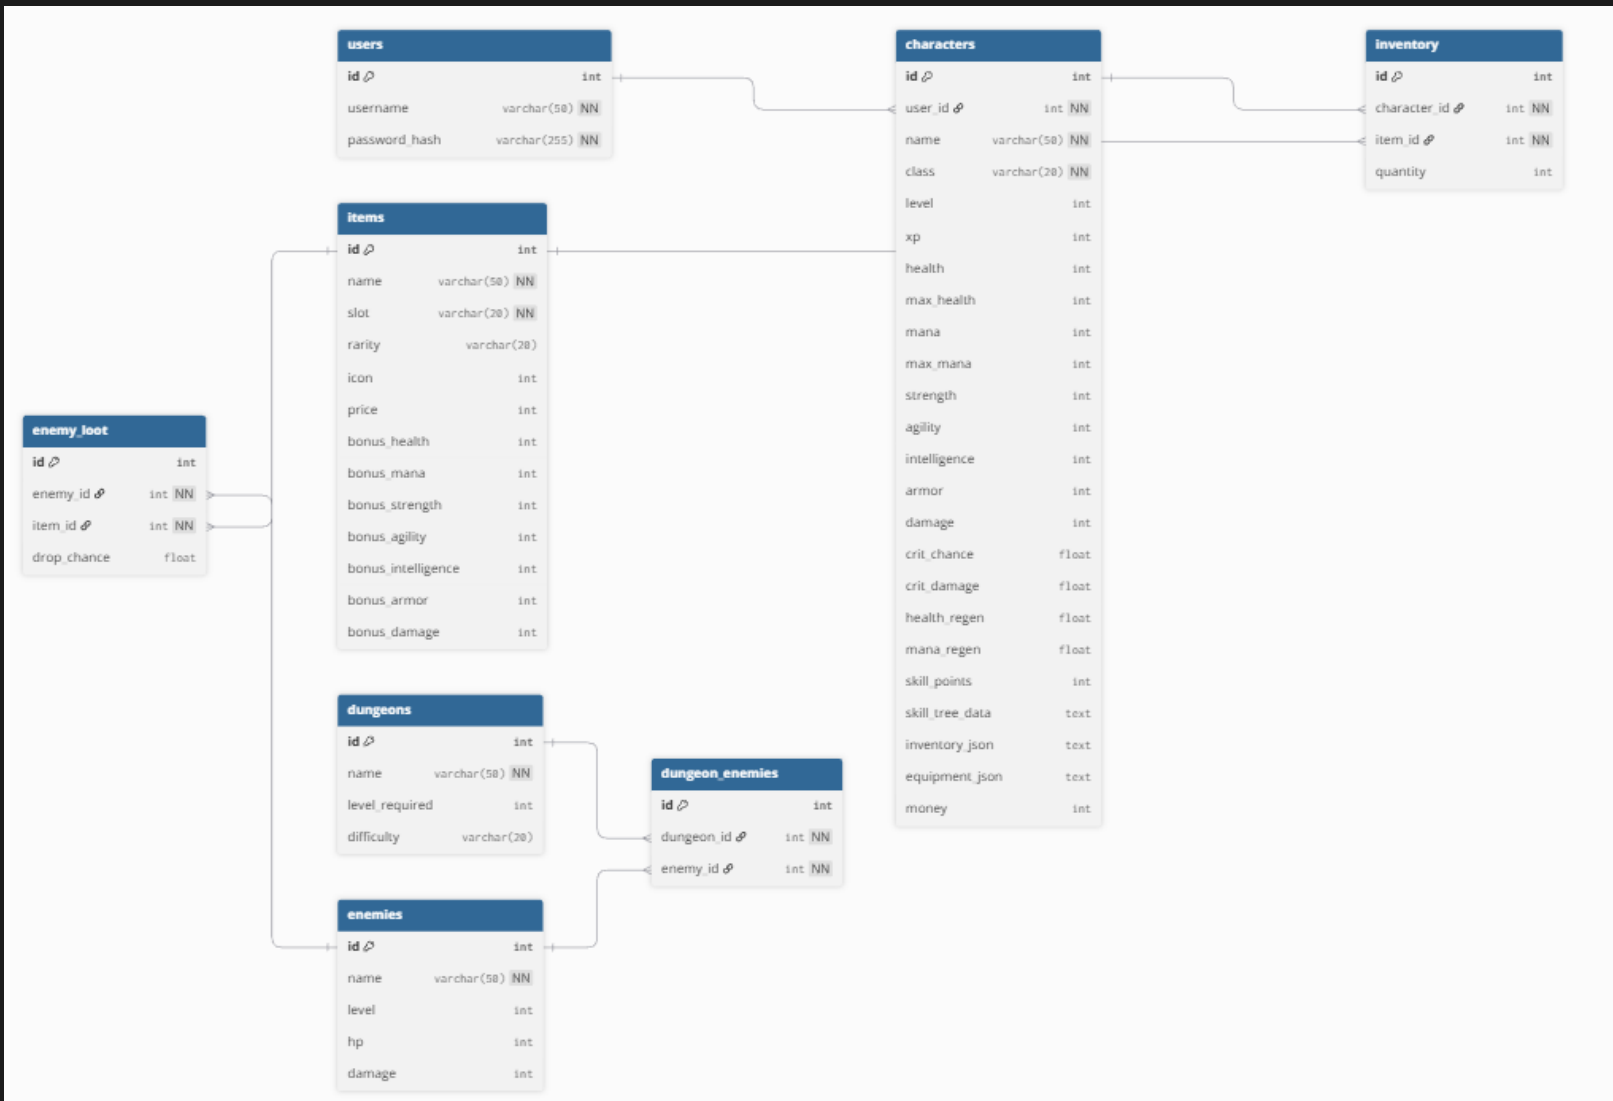 users
id int
username varchar(50) NN
password_hash varchar(255) NN
characters
id int
user_id int NN
name varchar(50) NN
class varchar(20) NN
level int
xp int
health int
max_health int
mana int
max_mana int
strength int
agility int
intelligence int
armor int
damage int
crit_chance float
crit_damage float
health_regen float
mana_regen float
skill_points int
skill_tree_data text
inventory_json text
equipment_json text
money int
inventory
id int
character_id int NN
item_id int NN
quantity int
items
id int
name varchar(50) NN
slot varchar(20) NN
rarity varchar(20)
icon int
price int
bonus_health int
bonus_mana int
bonus_strength int
bonus_agility int
bonus_intelligence int
bonus_armor int
bonus_damage int
enemy_loot
id int
enemy_id int NN
item_id int NN
drop_chance float
dungeons
id int
name varchar(50) NN
level_required int
difficulty varchar(20)
dungeon_enemies
id int
dungeon_id int NN
enemy_id int NN
enemies
id int
name varchar(50) NN
level int
hp int
damage int